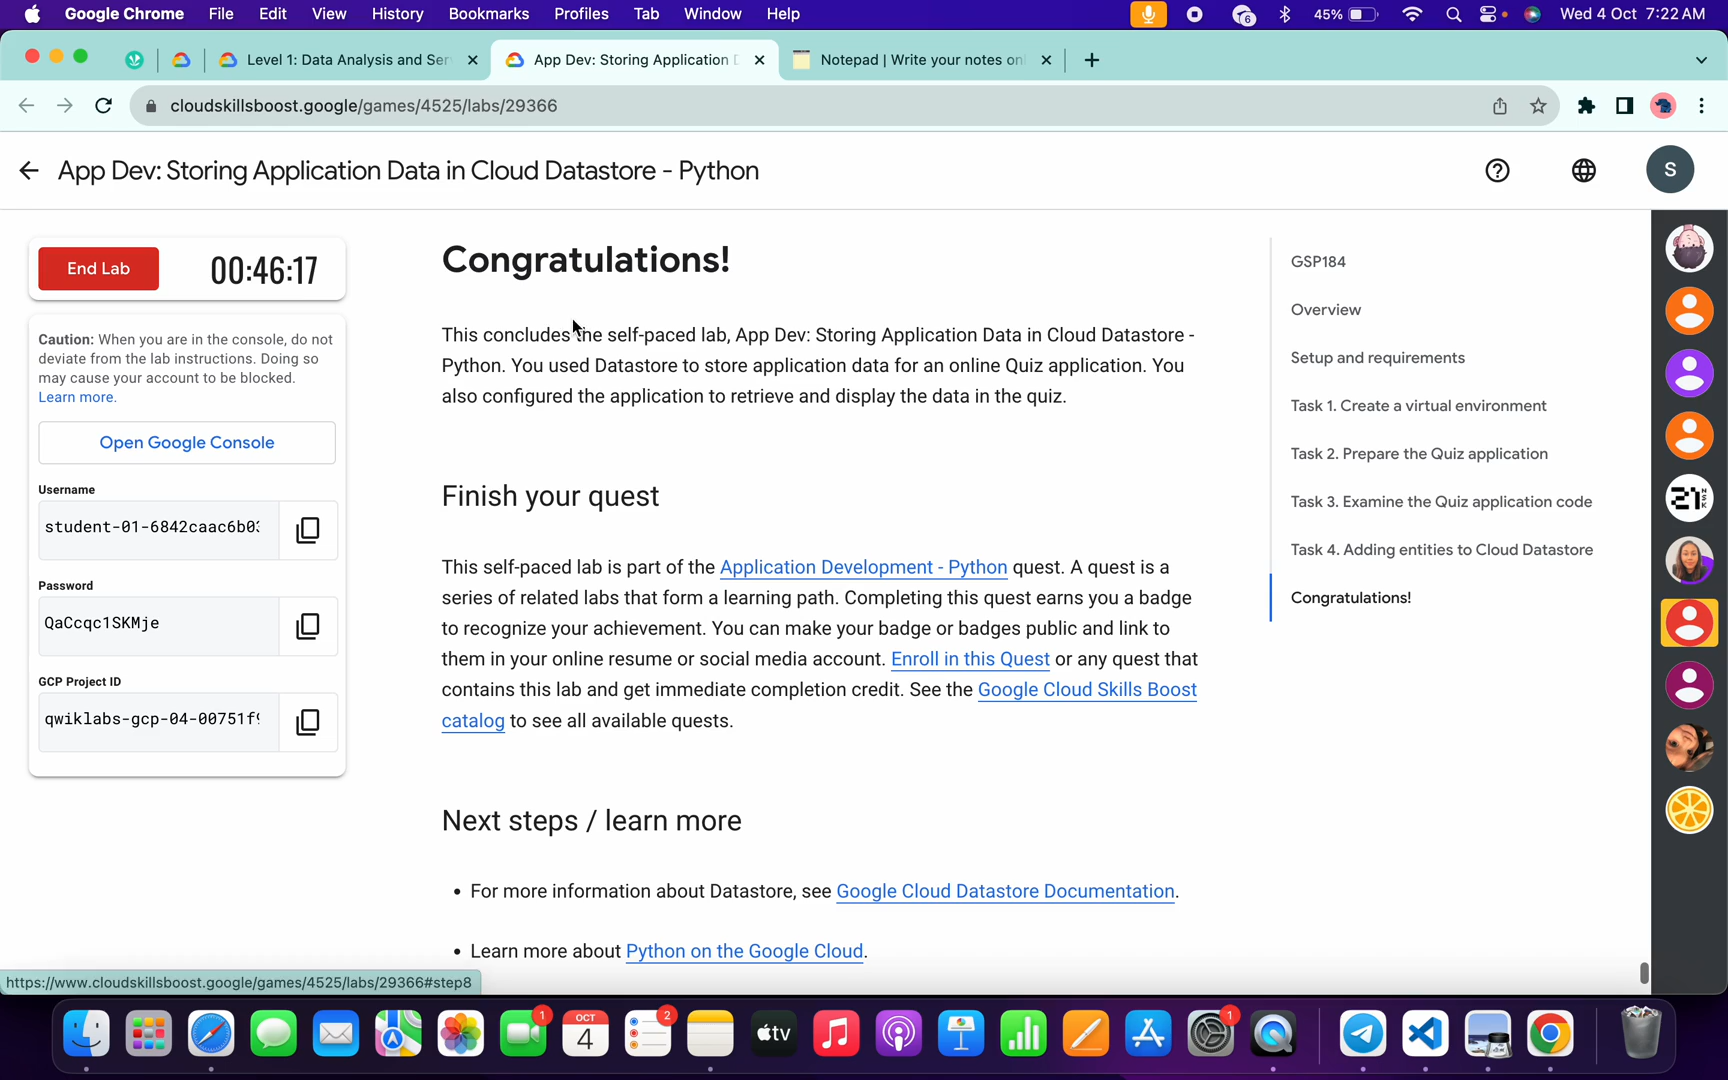 Google Chrome File Edit View History Bookmarks Profiles Tab Window Help 6 45% Wed 4 Oct 7:22 AM
Level 1: Data Analysis and Ser App Dev: Storing Application D Notepad | Write your notes onl
cloudskillsboost.google/games/4525/labs/29366
App Dev: Storing Application Data in Cloud Datastore - Python
S
End Lab 00:46:17
Caution: When you are in the console, do not
deviate from the lab instructions. Doing so
may cause your account to be blocked.
Learn more.
Open Google Console
Username
student-01-6842caac6b03
Password
QaCcqc1SKMje
GCP Project ID
qwiklabs-gcp-04-00751f9
Congratulations!
This concludes the self-paced lab, App Dev: Storing Application Data in Cloud Datastore -
Python. You used Datastore to store application data for an online Quiz application. You
also configured the application to retrieve and display the data in the quiz.
Finish your quest
This self-paced lab is part of the Application Development - Python quest. A quest is a
series of related labs that form a learning path. Completing this quest earns you a badge
to recognize your achievement. You can make your badge or badges public and link to
them in your online resume or social media account. Enroll in this Quest or any quest that
contains this lab and get immediate completion credit. See the Google Cloud Skills Boost
catalog to see all available quests.
Next steps / learn more
• For more information about Datastore, see Google Cloud Datastore Documentation.
• Learn more about Python on the Google Cloud.
GSP184
Overview
Setup and requirements
Task 1. Create a virtual environment
Task 2. Prepare the Quiz application
Task 3. Examine the Quiz application code
Task 4. Adding entities to Cloud Datastore
Congratulations!
https://www.cloudskillsboost.google/games/4525/labs/29366#step8
1 OCT 4 2 tv 1